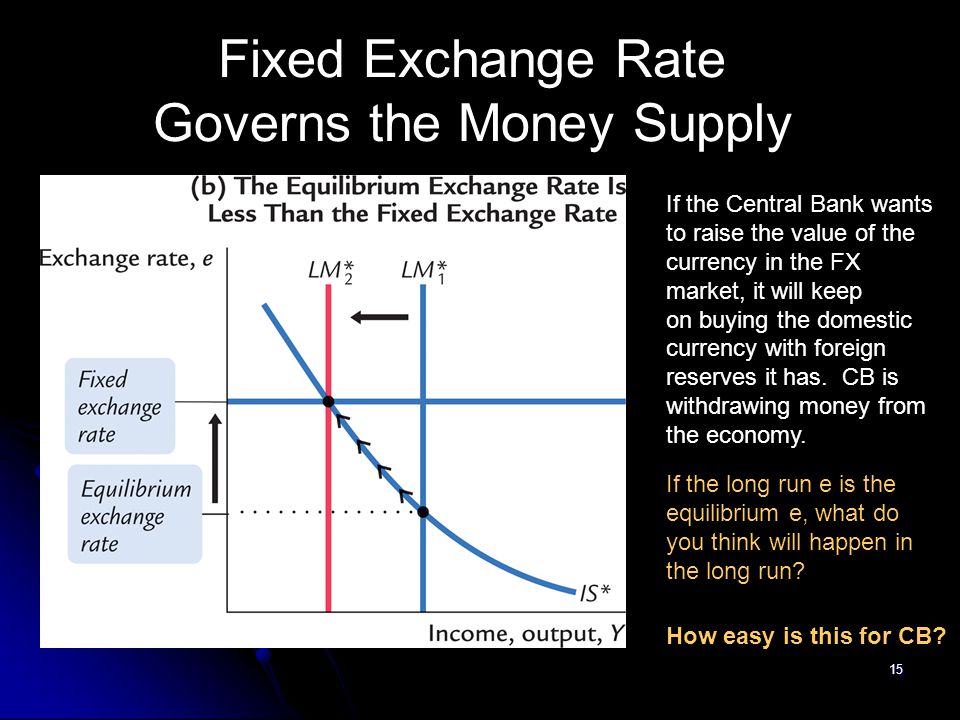 Fixed Exchange Rate
Governs the Money Supply
(b) The Equilibrium Exchange Rate Is
Less Than the Fixed Exchange Rate
Exchange rate, e
LM*2
LM*1
Fixed
exchange
rate
Equilibrium
exchange
rate
IS*
Income, output, Y
If the Central Bank wants
to raise the value of the
currency in the FX
market, it will keep
on buying the domestic
currency with foreign
reserves it has. CB is
withdrawing money from
the economy.
If the long run e is the
equilibrium e, what do
you think will happen in
the long run?
How easy is this for CB?
15